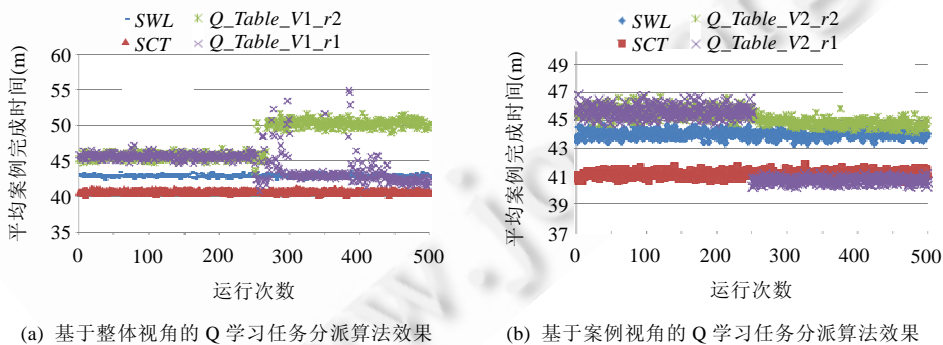 SWL Q_Table_V1_r2
SCT Q_Table_V1_r1
平均案例完成时间(m)
60
55
50
45
40
35
0 100 200 300 400 500
运行次数
(a) 基于整体视角的 Q 学习任务分派算法效果
SWL Q_Table_V2_r2
SCT Q_Table_V2_r1
平均案例完成时间(m)
49
47
45
43
41
39
37
0 100 200 300 400 500
运行次数
(b) 基于案例视角的 Q 学习任务分派算法效果